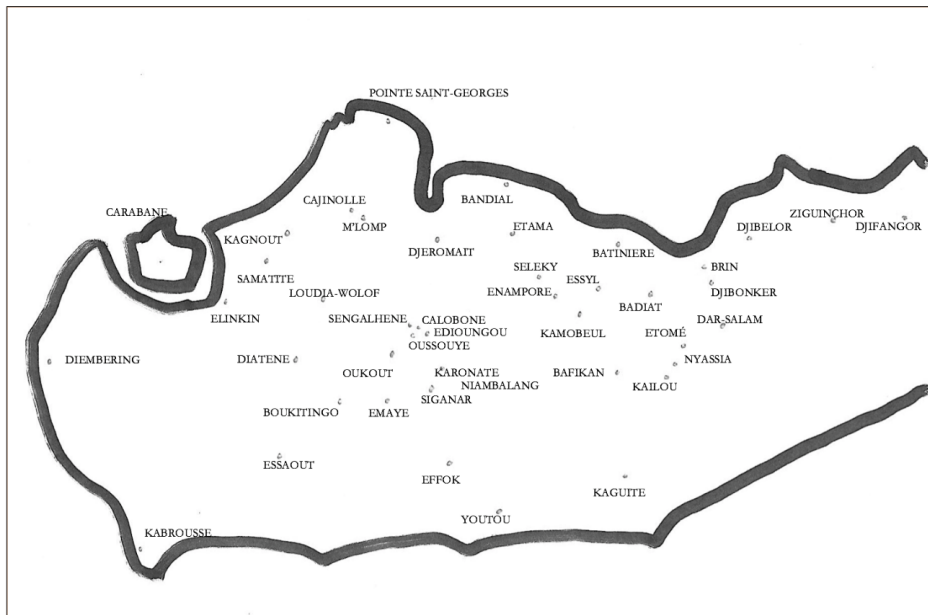 POINTE SAINT-GEORGES
CAJINOLLE
BANDIAL
CARABANE
M'LOMP
ETAMA
ZIGUINCHOR
KAGNOUT
DJIBELOR
DJIFANGOR
DJEROMAIT
BATINIERE
SELEKY
BRIN
SAMATITE
ESSYL
LOUDIA-WOLOF
ENAMPORE
DJIBONKER
BADIAT
ELINKIN
SENGALHENE
CALOBONE
DAR-SALAM
EDIOUNGOU
KAMOBEUL
ETOMÉ
OUSSOUYE
DIEMBERING
DIATENE
NYASSIA
OUKOUT
KARONATE
BAFIKAN
NIAMBALANG
KAILOU
SIGANAR
BOUKITINGO
EMAYE
ESSAOUT
EFFOK
KAGUITE
YOUTOU
KABROUSSE